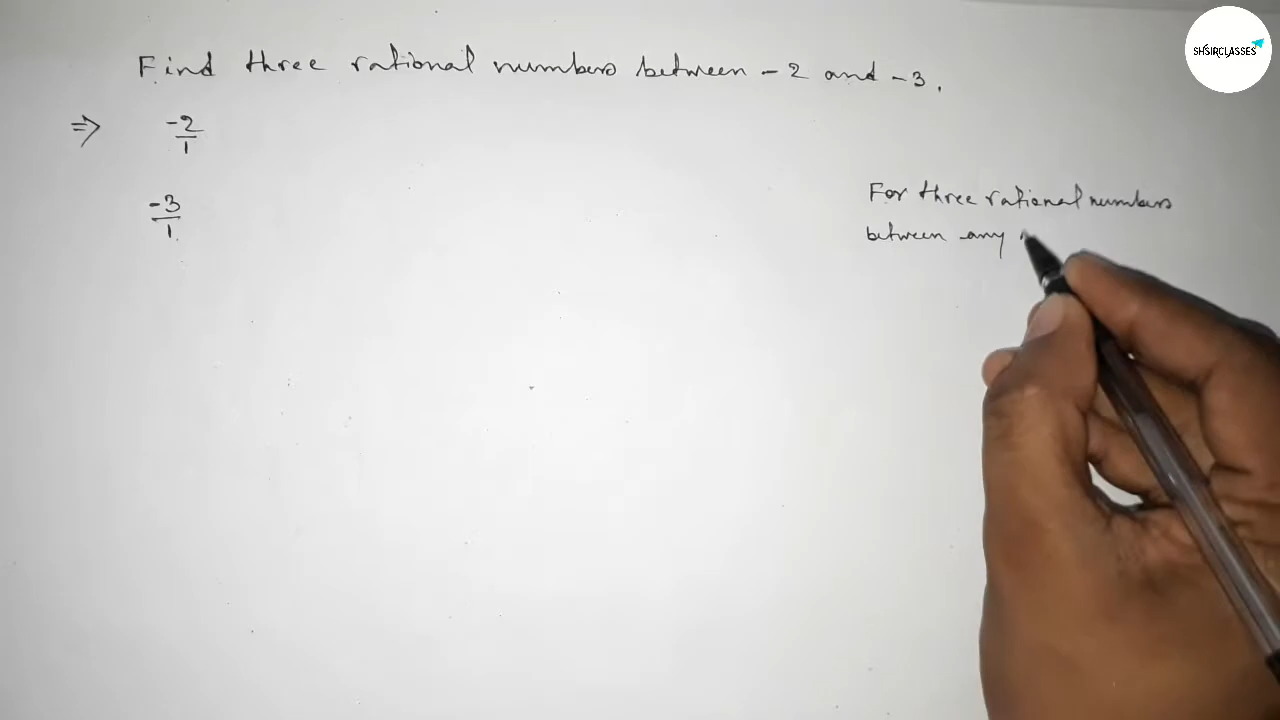 SHSIRCLASSES
Find three rational numbers between -2 and -3.
⇒ -2/1
-3/1
For three rational numbers
between any